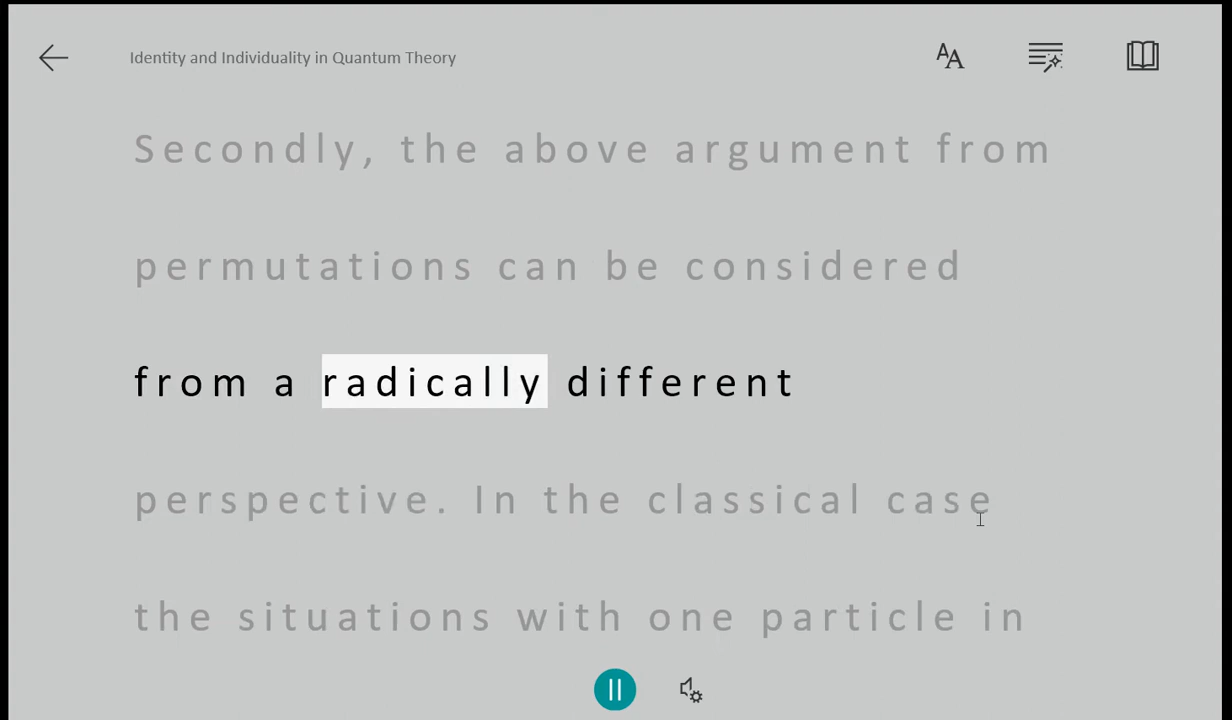 Identity and Individuality in Quantum Theory
Secondly, the above argument from
permutations can be considered
from a radically different
perspective. In the classical case
the situations with one particle in